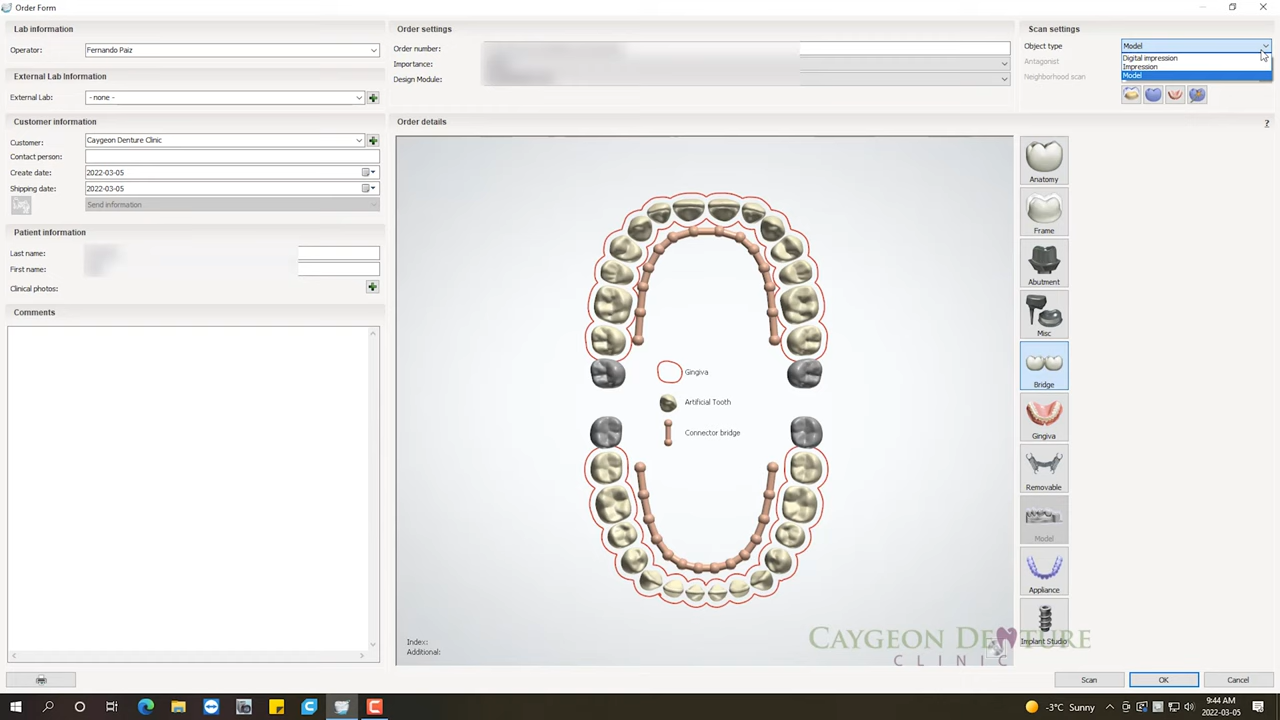 Order Form
Lab information
Operator:
Fernando Paiz
External Lab Information
External Lab:
- none -
Customer information
Customer:
Caygeon Denture Clinic
Contact person:
Create date:
2022-03-05
Shipping date:
2022-03-05
Send information
Patient information
Last name:
First name:
Clinical photos:
Comments
Order settings
Order number:
Importance:
Design Module:
Scan settings
Object type
Model
Antagonist
Digital impression
Impression
Neighborhood scan
Model
Order details
?
Gingiva
Artificial Tooth
Connector bridge
Index:
Additional:
Anatomy
Frame
Abutment
Misc
Bridge
Gingiva
Removable
Model
Appliance
Implant Studio
CAYGEON DENTURE
CLINIC
Scan
OK
Cancel
-3°C Sunny
9:44 AM
2022-03-05